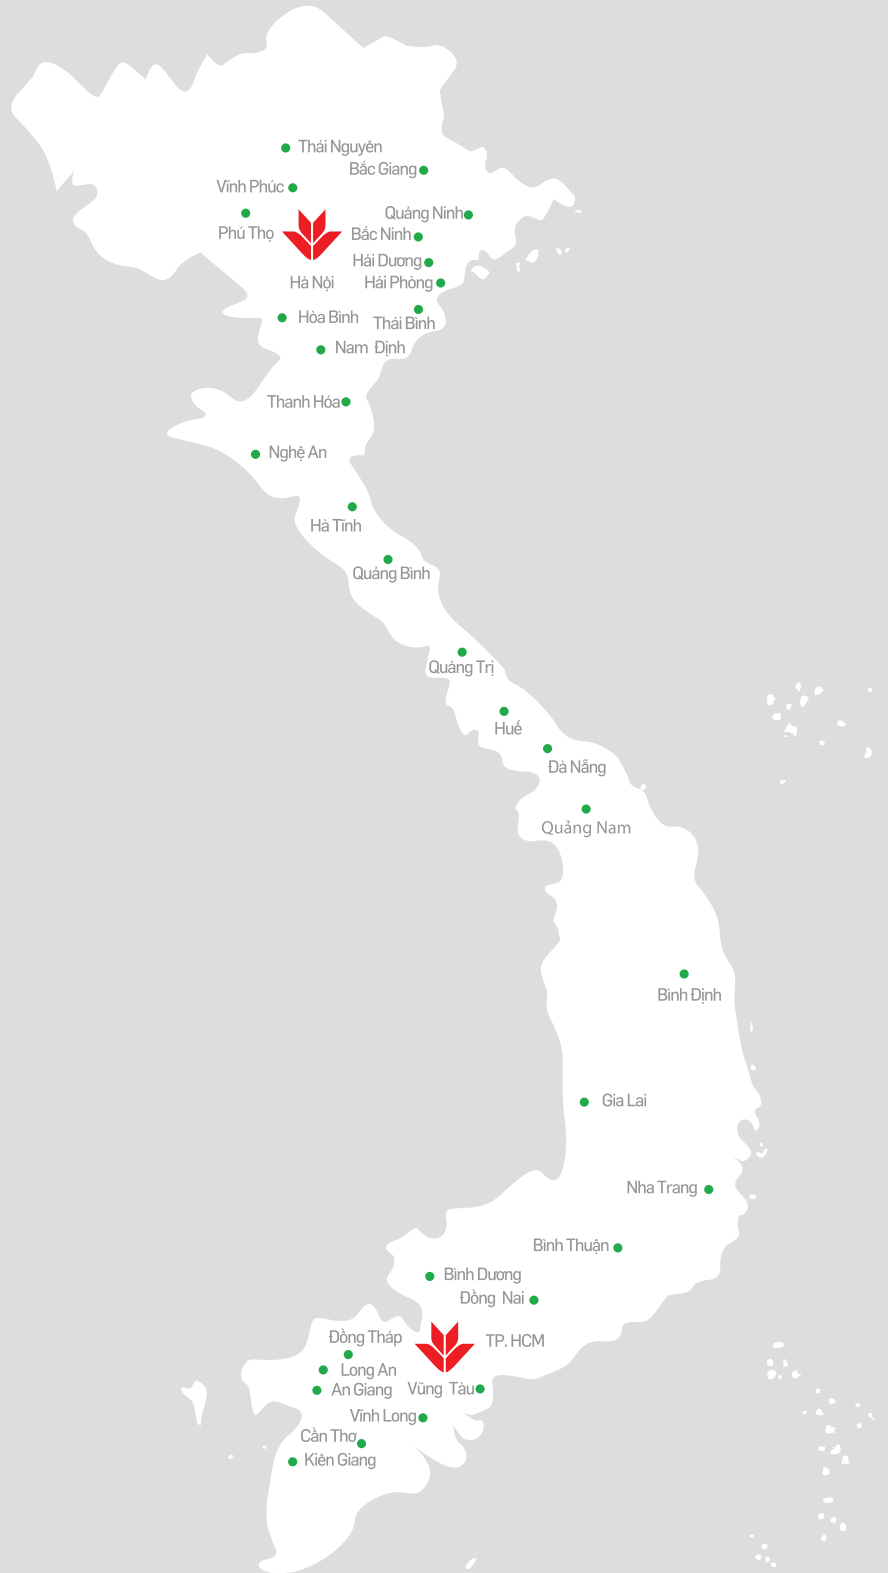 Thái Nguyên
Bắc Giang
Vĩnh Phúc
Quảng Ninh
Phú Thọ
Bắc Ninh
Hải Dương
Hà Nội
Hải Phòng
Hòa Bình
Thái Bình
Nam Định
Thanh Hóa
Nghệ An
Hà Tĩnh
Quảng Bình
Quảng Trị
Huế
Đà Nẵng
Quảng Nam
Bình Định
Gia Lai
Nha Trang
Bình Thuận
Bình Dương
Đồng Nai
Đồng Tháp
TP. HCM
Long An
An Giang
Vũng Tàu
Vĩnh Long
Cần Thơ
Kiên Giang